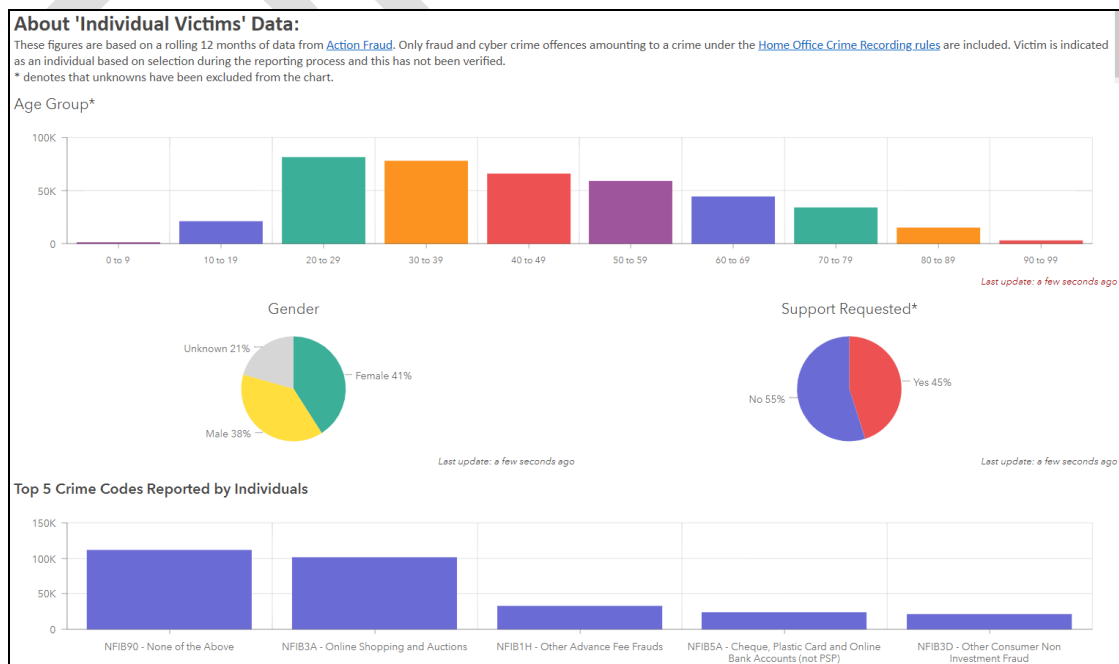 About 'Individual Victims' Data:
These figures are based on a rolling 12 months of data from Action Fraud. Only fraud and cyber crime offences amounting to a crime under the Home Office Crime Recording rules are included. Victim is indicated
as an individual based on selection during the reporting process and this has not been verified.
* denotes that unknowns have been excluded from the chart.
Age Group*
100K
50K
0
0 to 9
10 to 19
20 to 29
30 to 39
40 to 49
50 to 59
60 to 69
70 to 79
80 to 89
90 to 99
Last update: a few seconds ago
Gender
Unknown 21%
Female 41%
Male 38%
Last update: a few seconds ago
Support Requested*
Yes 45%
No 55%
Last update: a few seconds ago
Top 5 Crime Codes Reported by Individuals
150K
100K
50K
0
NFIB90 - None of the Above
NFIB3A - Online Shopping and Auctions
NFIB1H - Other Advance Fee Frauds
NFIB5A - Cheque, Plastic Card and Online
Bank Accounts (not PSP)
NFIB3D - Other Consumer Non
Investment Fraud